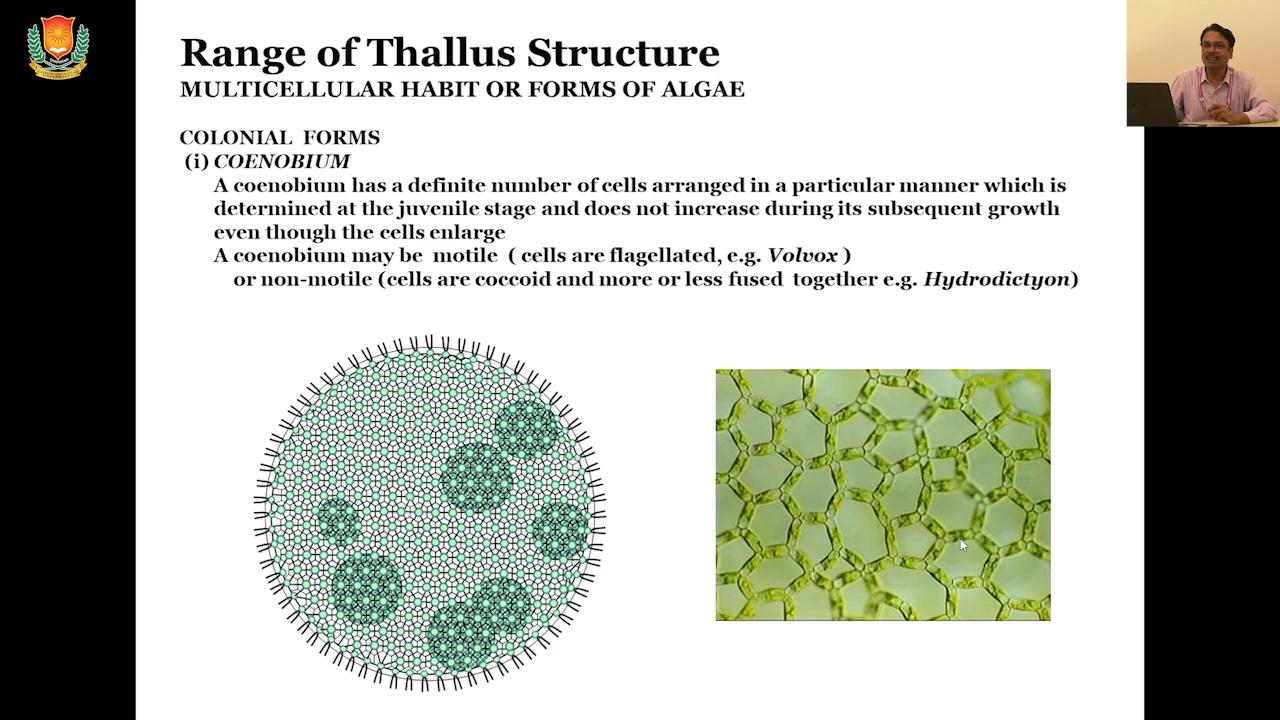 Range of Thallus Structure
MULTICELLULAR HABIT OR FORMS OF ALGAE
COLONIAL FORMS
(i) COENOBIUM
A coenobium has a definite number of cells arranged in a particular manner which is
determined at the juvenile stage and does not increase during its subsequent growth
even though the cells enlarge
A coenobium may be motile ( cells are flagellated, e.g. Volvox )
or non-motile (cells are coccoid and more or less fused together e.g. Hydrodictyon)